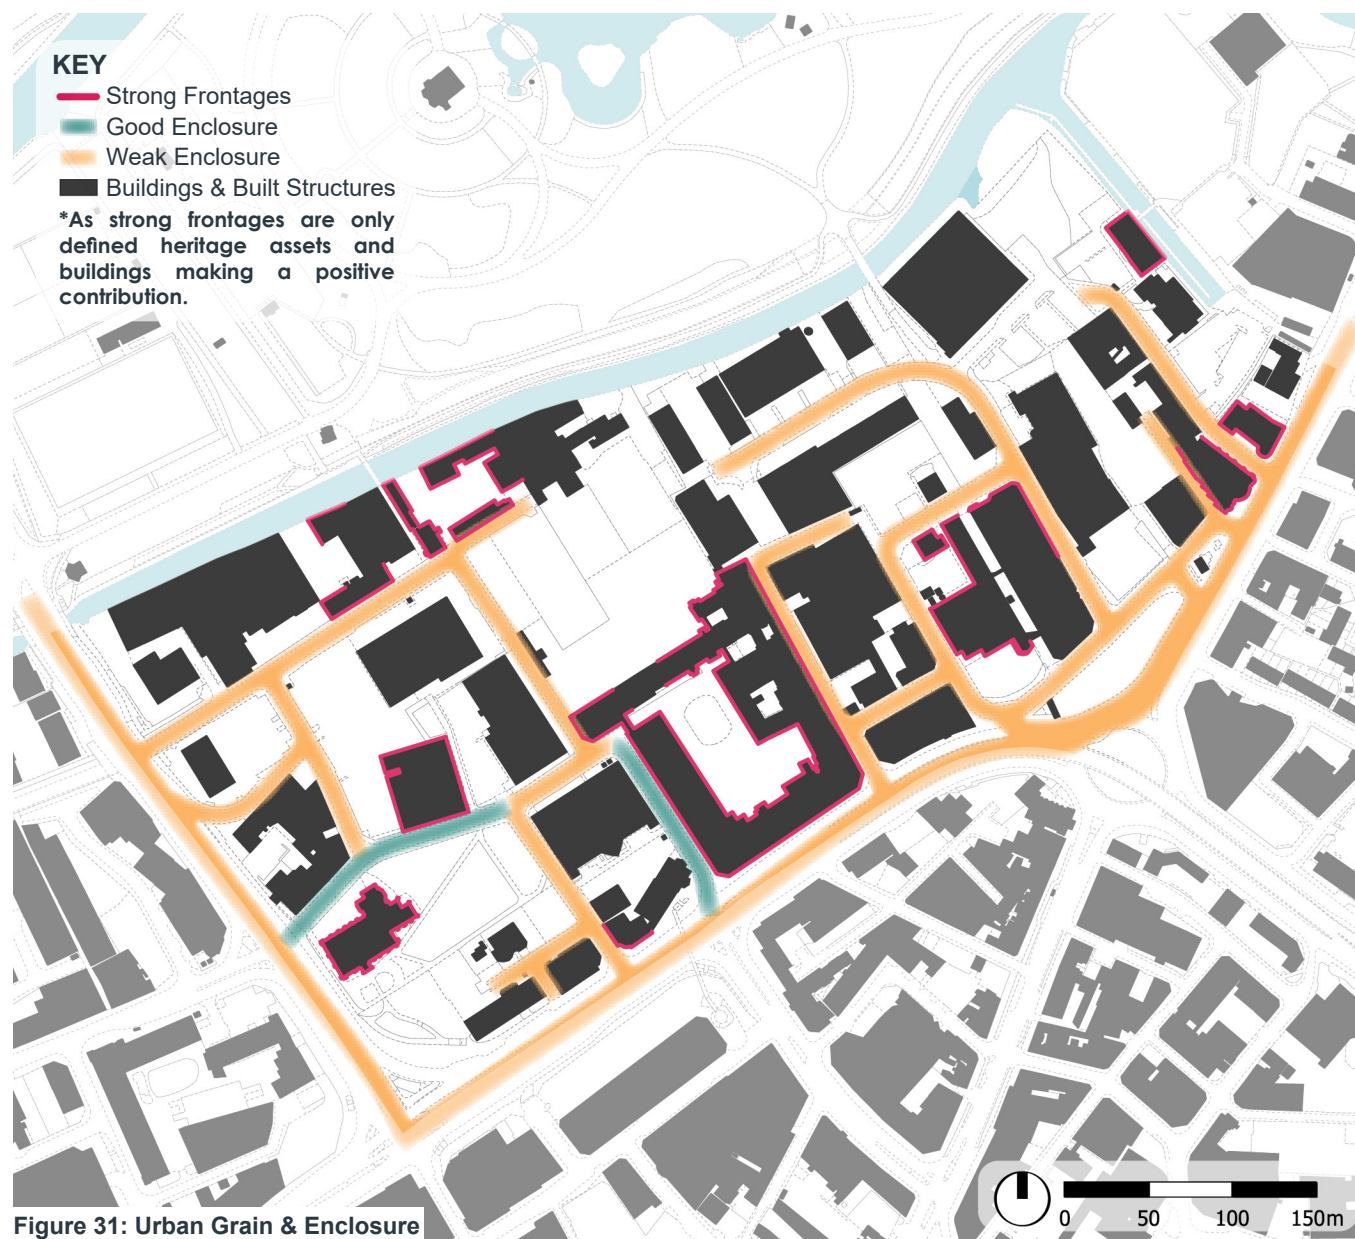 KEY
Strong Frontages
Good Enclosure
Weak Enclosure
Buildings & Built Structures
*As strong frontages are only
defined heritage assets and
buildings making a positive
contribution.
0 50 100 150m
Figure 31: Urban Grain & Enclosure